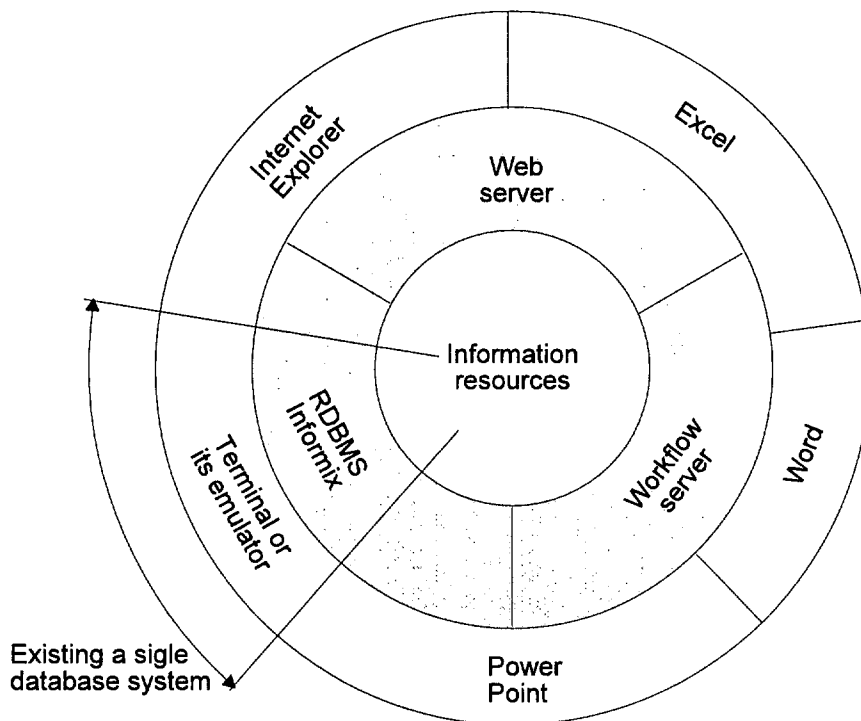 Internet
Explorer
Excel
Web
server
Information
resources
RDBMS
Informix
Terminal or
its emulator
Workflow
server
Word
Existing a sigle
database system
Power
Point